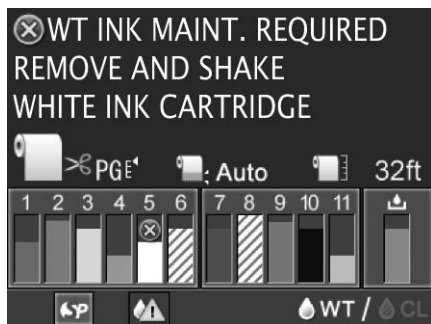 WT INK MAINT. REQUIRED
REMOVE AND SHAKE
WHITE INK CARTRIDGE
PGE : Auto 32ft
1 2 3 4 5 6 7 8 9 10 11
P WT / CL